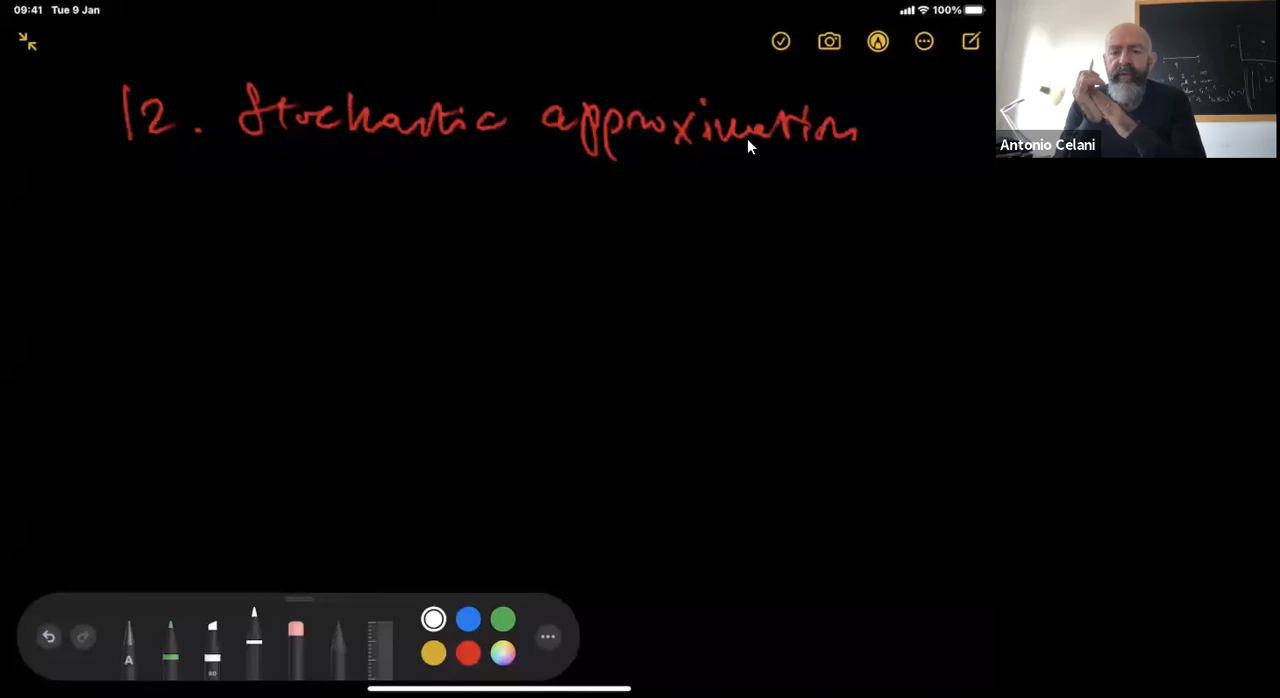 09:41 Tue 9 Jan
100%
12. Stochastic approximation
Antonio Celani
A